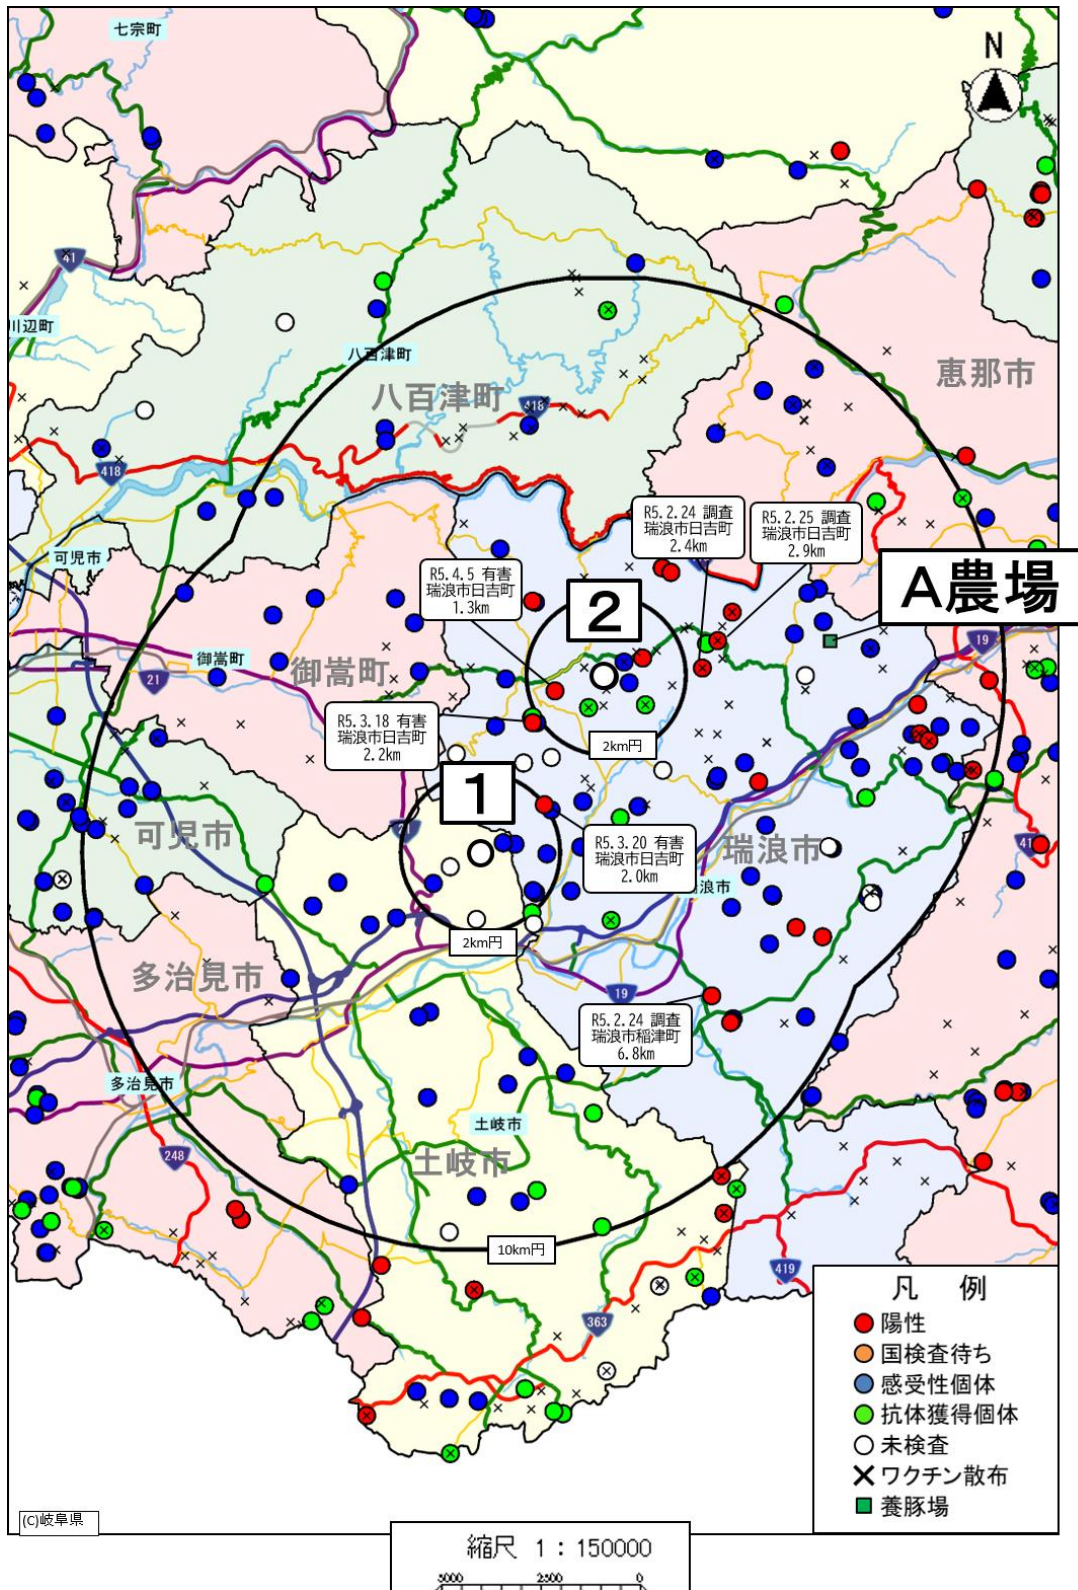 七宗町
N
41
川辺町
八百津町
八百津町
恵那市
418
418
R5.2.24 調査
瑞浪市日吉町
2.4km
R5.2.25 調査
瑞浪市日吉町
2.9km
可児市
R5.4.5 有害
瑞浪市日吉町
1.3km
A農場
2
19
御嵩町
御嵩町
21
R5.3.18 有害
瑞浪市日吉町
2.2km
2km円
1
可児市
21
R5.3.20 有害
瑞浪市日吉町
2.0km
瑞浪市
浪市
41
2km円
多治見市
19
R5.2.24 調査
瑞浪市稲津町
6.8km
多治見市
土岐市
土岐市
248
10km円
419
363
凡 例
陽性
国検査待ち
感受性個体
抗体獲得個体
未検査
ワクチン散布
養豚場
(C)岐阜県
縮尺 1：150000
5000 2500 0